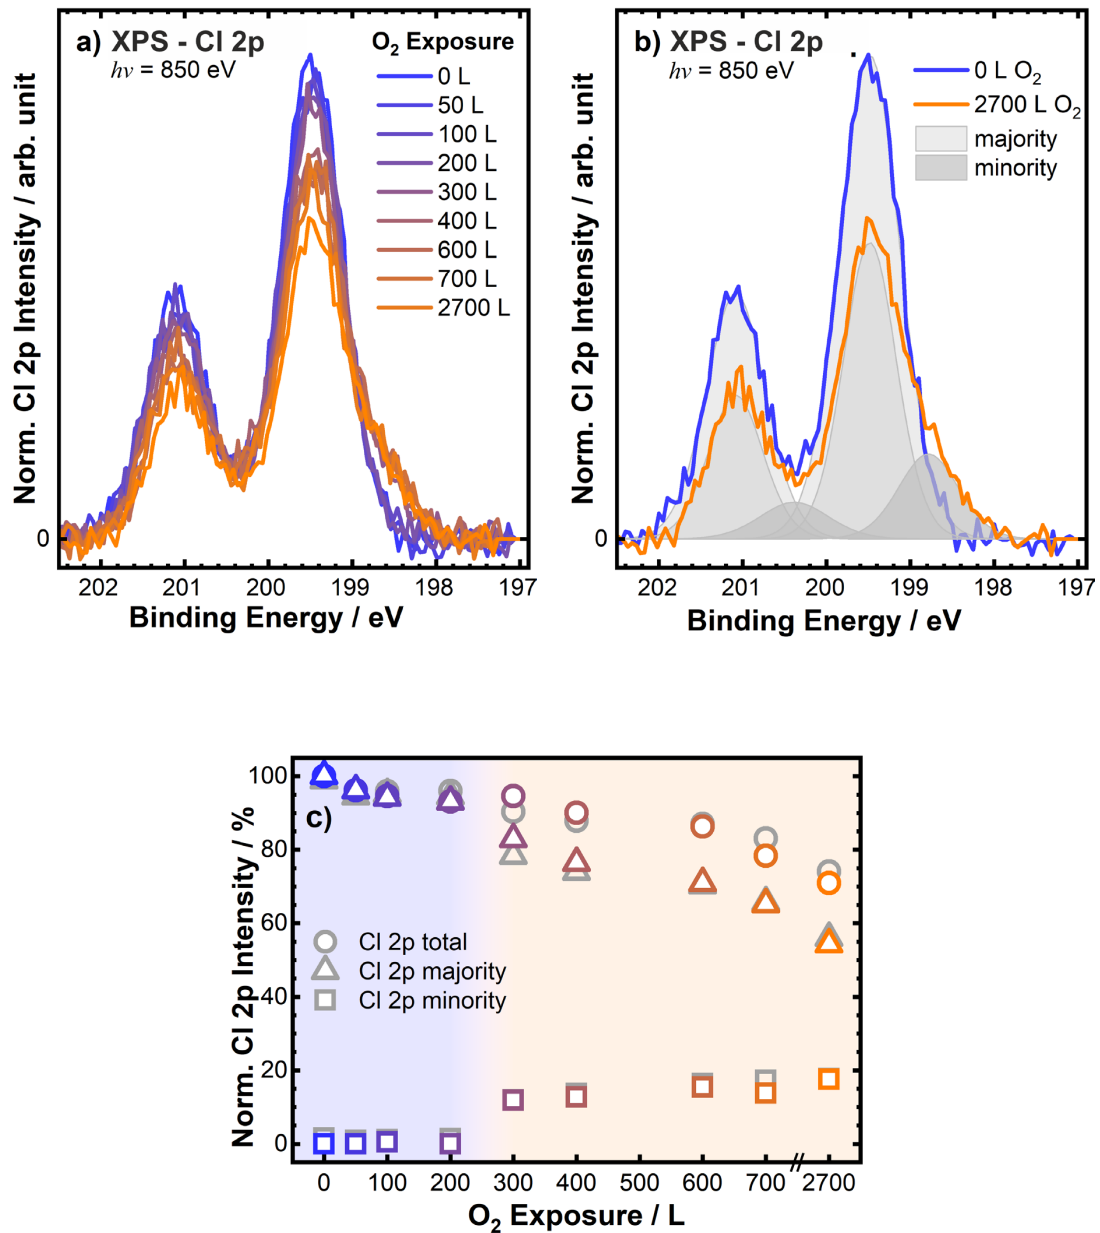 a) XPS - Cl 2p
hν = 850 eV
O₂ Exposure
0 L
50 L
100 L
200 L
300 L
400 L
600 L
700 L
2700 L
Norm. Cl 2p Intensity / arb. unit
0
202 201 200 199 198 197
Binding Energy / eV
b) XPS - Cl 2p
hν = 850 eV
0 L O₂
2700 L O₂
majority
minority
Norm. Cl 2p Intensity / arb. unit
0
202 201 200 199 198 197
Binding Energy / eV
c)
Norm. Cl 2p Intensity / %
100
80
60
40
20
0
Cl 2p total
Cl 2p majority
Cl 2p minority
0 100 200 300 400 500 600 700 2700
O₂ Exposure / L